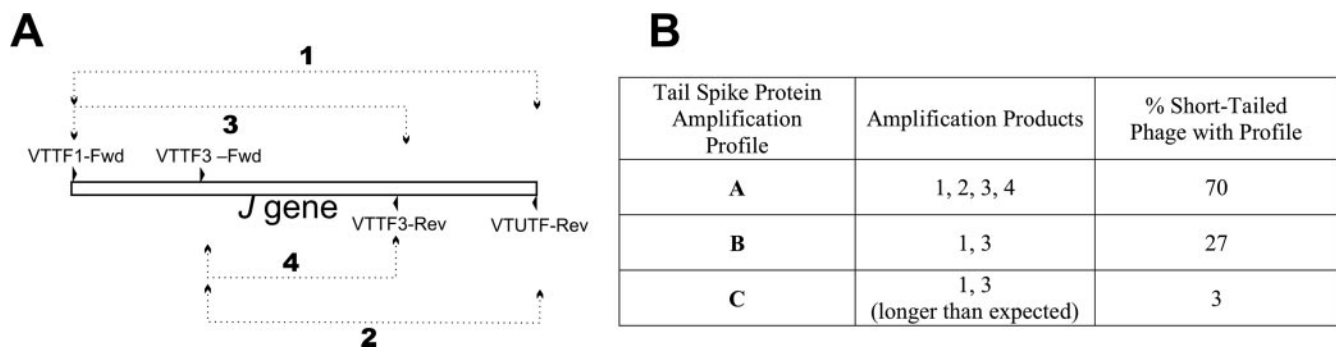 A
1
3
VTTF1-Fwd VTTF3 –Fwd
J gene
VTTF3-Rev VTUTF-Rev
4
2
B
Tail Spike Protein
Amplification
Profile
Amplification Products
% Short-Tailed
Phage with Profile
A
1, 2, 3, 4
70
B
1, 3
27
C
1, 3
(longer than expected)
3